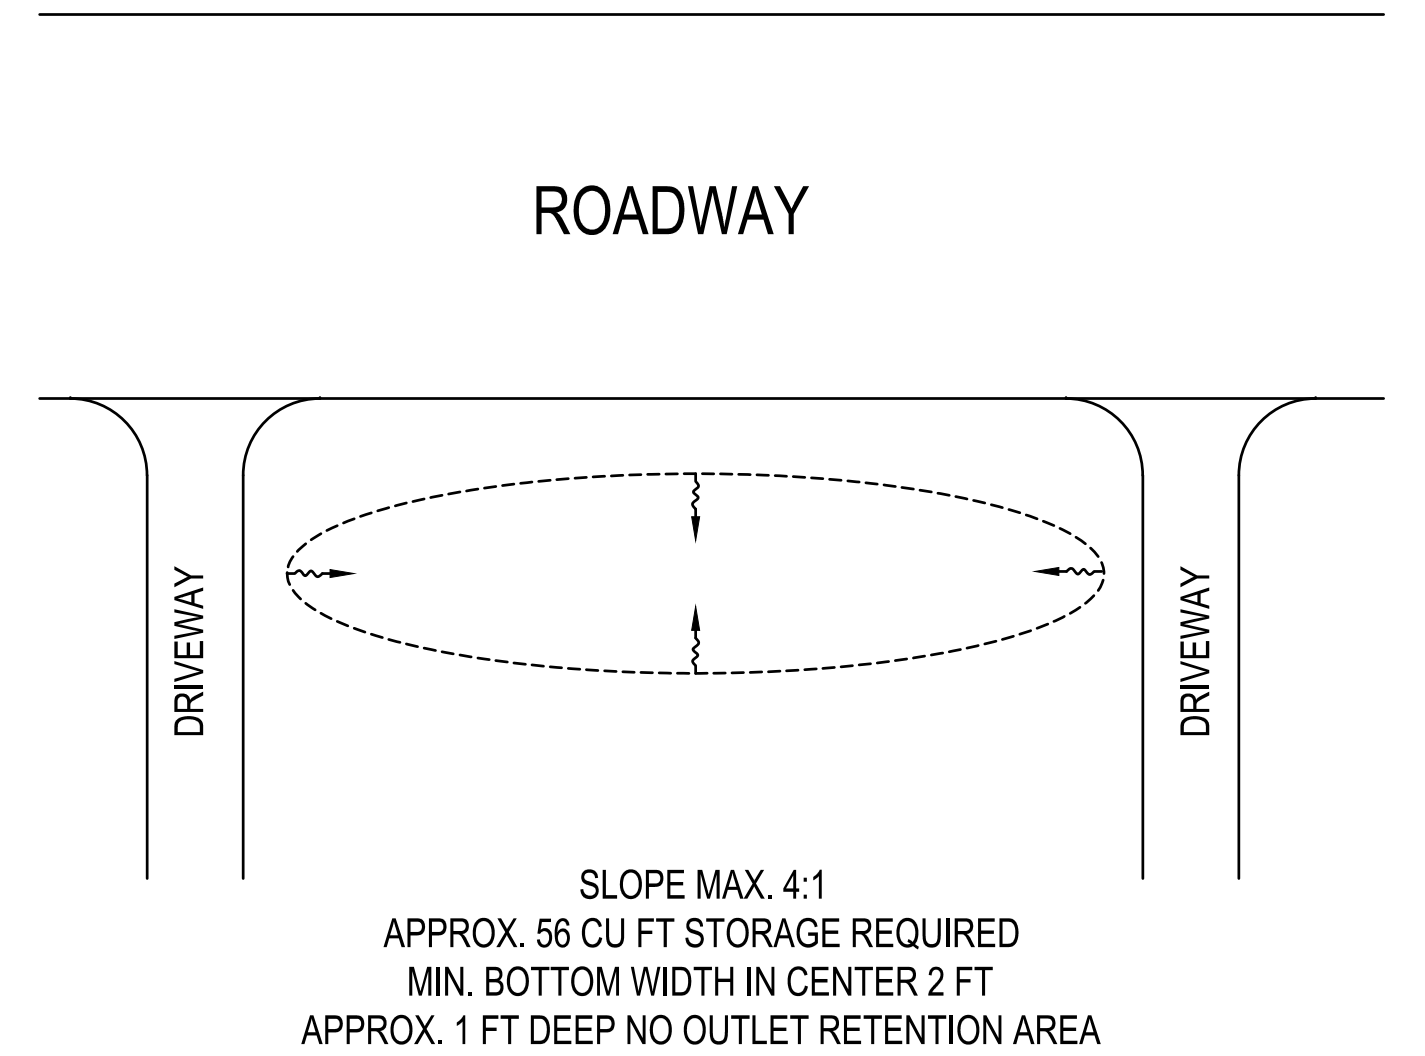 ROADWAY
DRIVEWAY
DRIVEWAY
SLOPE MAX. 4:1
APPROX. 56 CU FT STORAGE REQUIRED
MIN. BOTTOM WIDTH IN CENTER 2 FT
APPROX. 1 FT DEEP NO OUTLET RETENTION AREA